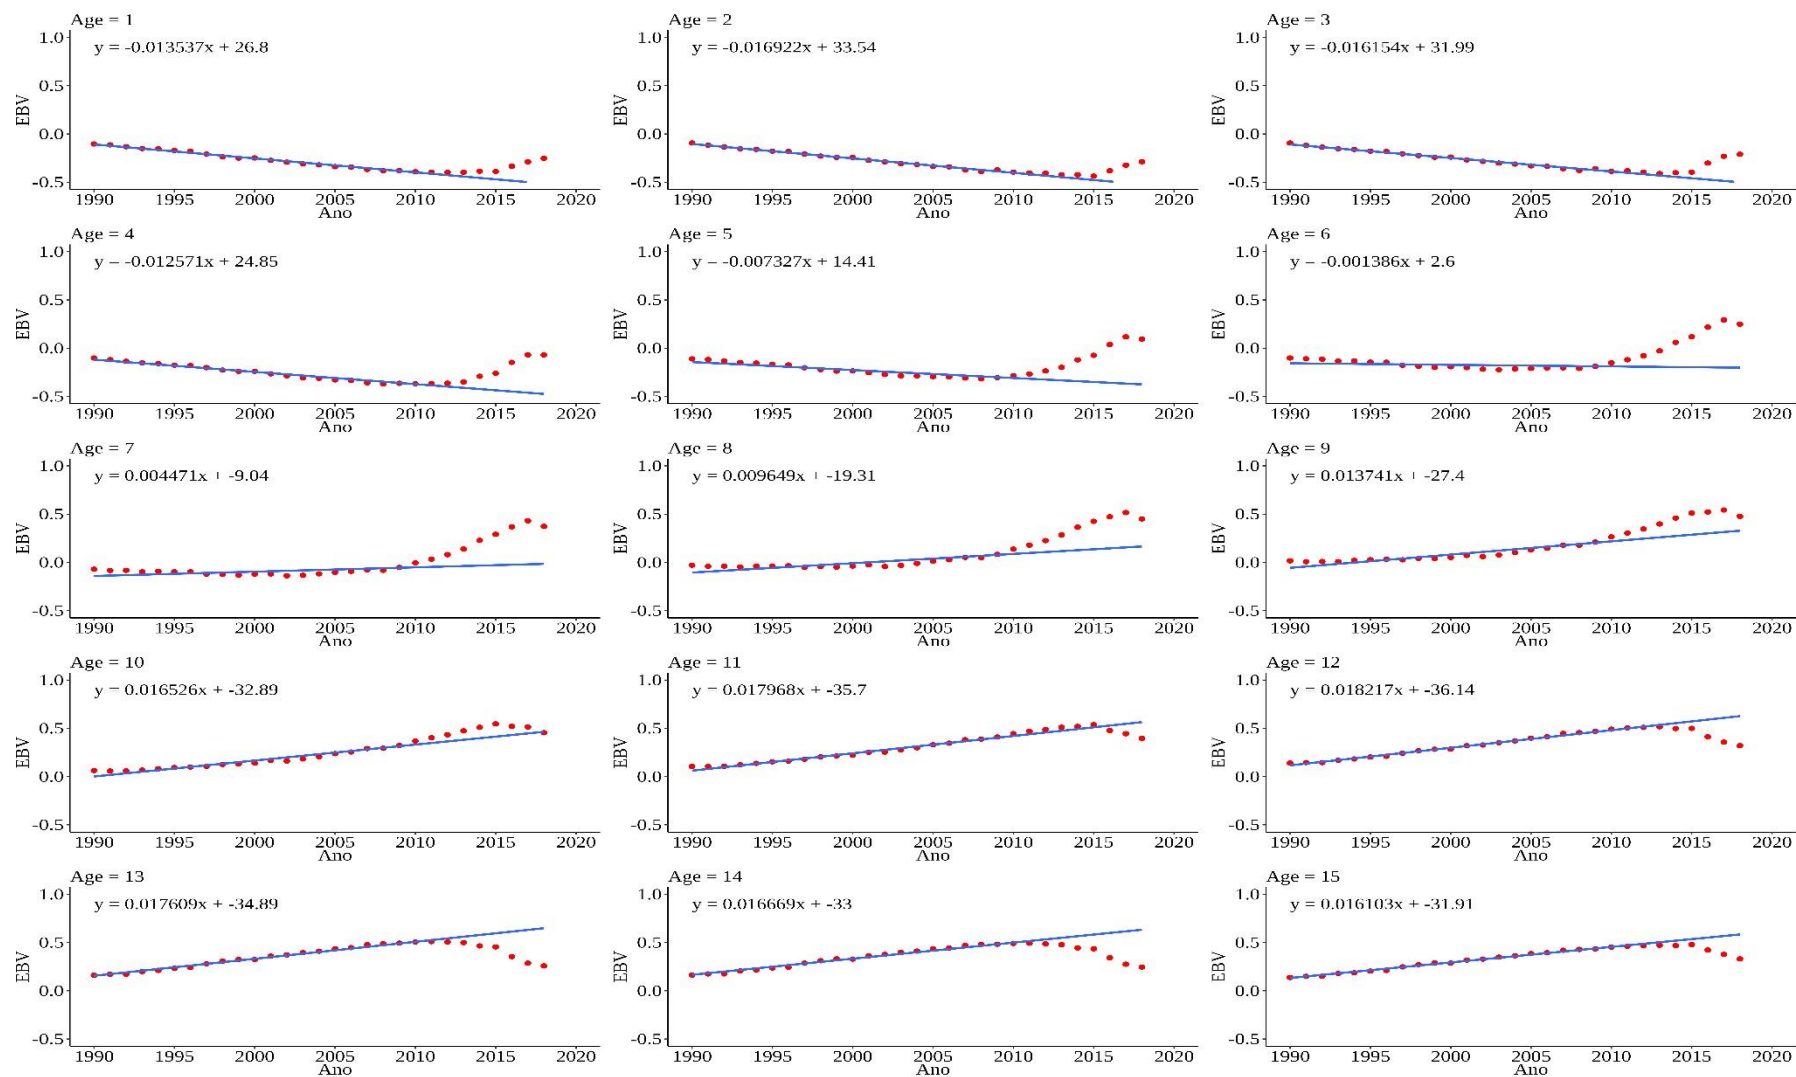 Age = 1
y = -0.013537x + 26.8
EBV
1.0
0.5
0.0
-0.5
1990 1995 2000 2005 2010 2015 2020
Ano
Age = 2
y = -0.016922x + 33.54
EBV
1.0
0.5
0.0
-0.5
1990 1995 2000 2005 2010 2015 2020
Ano
Age = 3
y = -0.016154x + 31.99
EBV
1.0
0.5
0.0
-0.5
1990 1995 2000 2005 2010 2015 2020
Ano
Age = 4
y = -0.012571x + 24.85
EBV
1.0
0.5
0.0
-0.5
1990 1995 2000 2005 2010 2015 2020
Ano
Age = 5
y = -0.007327x + 14.41
EBV
1.0
0.5
0.0
-0.5
1990 1995 2000 2005 2010 2015 2020
Ano
Age = 6
y = -0.001386x + 2.6
EBV
1.0
0.5
0.0
-0.5
1990 1995 2000 2005 2010 2015 2020
Ano
Age = 7
y = 0.004471x + -9.04
EBV
1.0
0.5
0.0
-0.5
1990 1995 2000 2005 2010 2015 2020
Ano
Age = 8
y = 0.009649x + -19.31
EBV
1.0
0.5
0.0
-0.5
1990 1995 2000 2005 2010 2015 2020
Ano
Age = 9
y = 0.013741x + -27.4
EBV
1.0
0.5
0.0
-0.5
1990 1995 2000 2005 2010 2015 2020
Ano
Age = 10
y = 0.016526x + -32.89
EBV
1.0
0.5
0.0
-0.5
1990 1995 2000 2005 2010 2015 2020
Ano
Age = 11
y = 0.017968x + -35.7
EBV
1.0
0.5
0.0
-0.5
1990 1995 2000 2005 2010 2015 2020
Ano
Age = 12
y = 0.018217x + -36.14
EBV
1.0
0.5
0.0
-0.5
1990 1995 2000 2005 2010 2015 2020
Ano
Age = 13
y = 0.017609x + -34.89
EBV
1.0
0.5
0.0
-0.5
1990 1995 2000 2005 2010 2015 2020
Ano
Age = 14
y = 0.016669x + -33
EBV
1.0
0.5
0.0
-0.5
1990 1995 2000 2005 2010 2015 2020
Ano
Age = 15
y = 0.016103x + -31.91
EBV
1.0
0.5
0.0
-0.5
1990 1995 2000 2005 2010 2015 2020
Ano